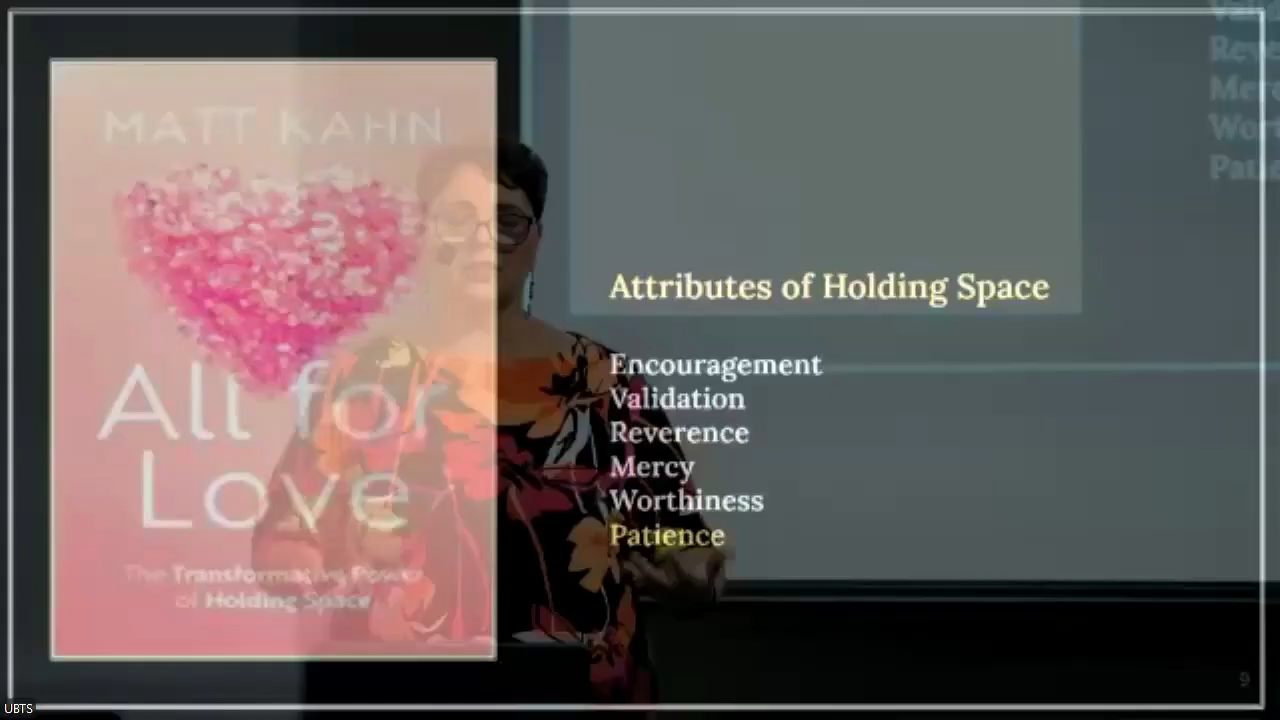 MATT KAHN
All for
Love
The Transformative Power
of Holding Space
Attributes of Holding Space
Encouragement
Validation
Reverence
Mercy
Worthiness
Patience
9
UBTS